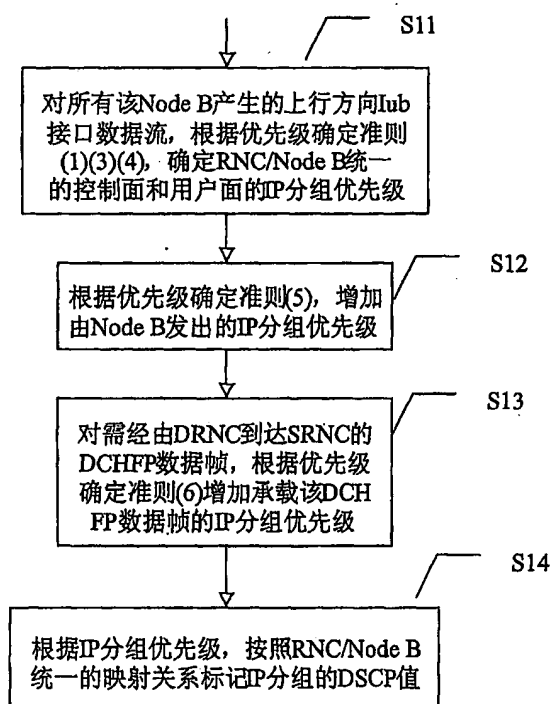 S11
对所有该Node B产生的上行方向Iub
接口数据流，根据优先级确定准则
(1)(3)(4)，确定RNC/Node B统一
的控制面和用户面的IP分组优先级
S12
根据优先级确定准则(5)，增加
由Node B发出的IP分组优先级
S13
对需经由DRNC到达SRNC的
DCHFP数据帧，根据优先级
确定准则(6)增加承载该DCH
FP数据帧的IP分组优先级
S14
根据IP分组优先级，按照RNC/Node B
统一的映射关系标记IP分组的DSCP值